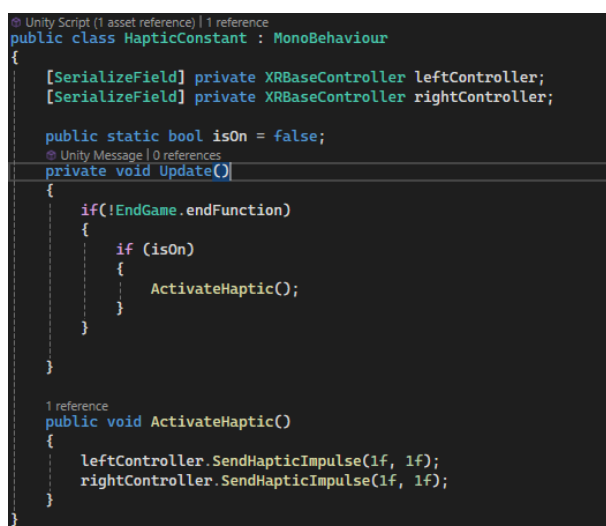 Unity Script (1 asset reference) | 1 reference
public class HapticConstant : MonoBehaviour
{
[SerializeField] private XRBaseController leftController;
[SerializeField] private XRBaseController rightController;
public static bool isOn = false;
Unity Message | 0 references
private void Update()
{
if(!EndGame.endFunction)
{
if (isOn)
{
ActivateHaptic();
}
}
}
1 reference
public void ActivateHaptic()
{
leftController.SendHapticImpulse(1f, 1f);
rightController.SendHapticImpulse(1f, 1f);
}
}